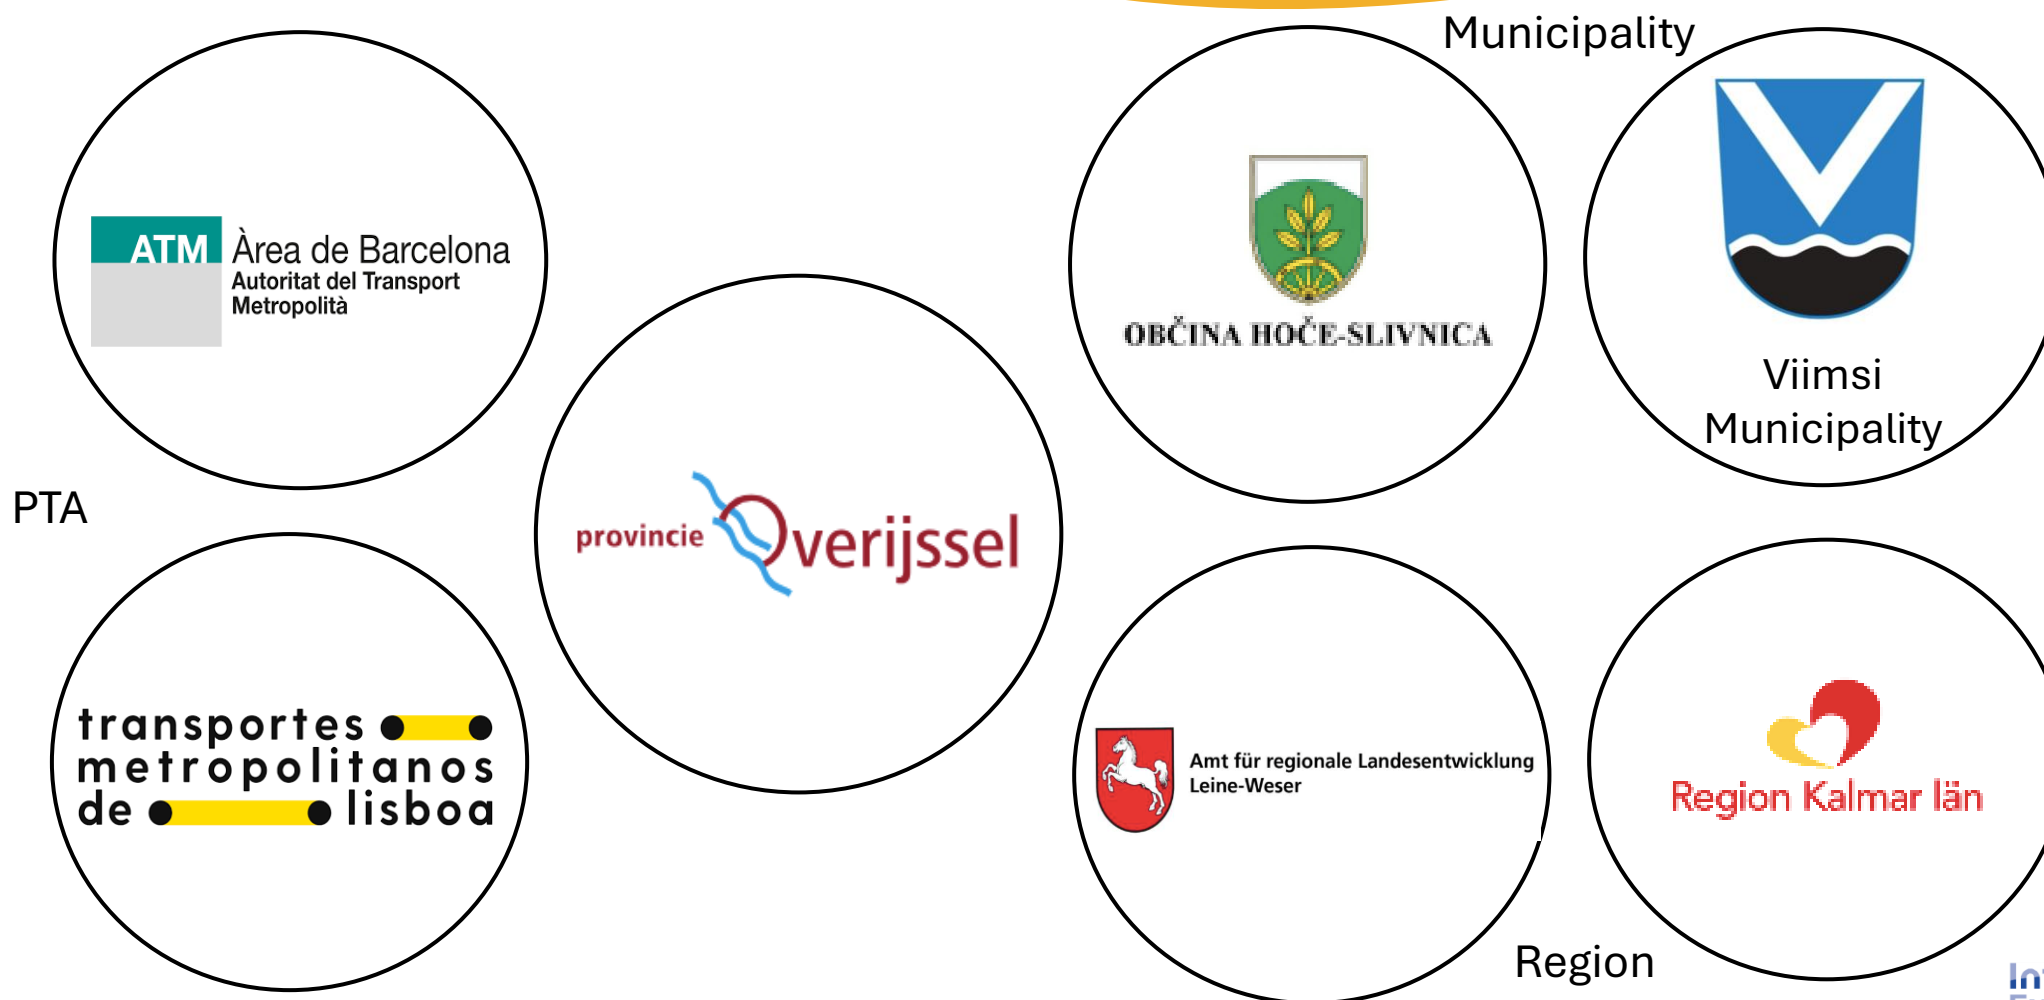 Municipality
ATM
Àrea de Barcelona
Autoritat del Transport
Metropolità
OBČINA HOČE-SLIVNICA
Viimsi
Municipality
PTA
provincie Overijssel
transportes
metropolitanos
de lisboa
Amt für regionale Landesentwicklung
Leine-Weser
Region Kalmar län
Region